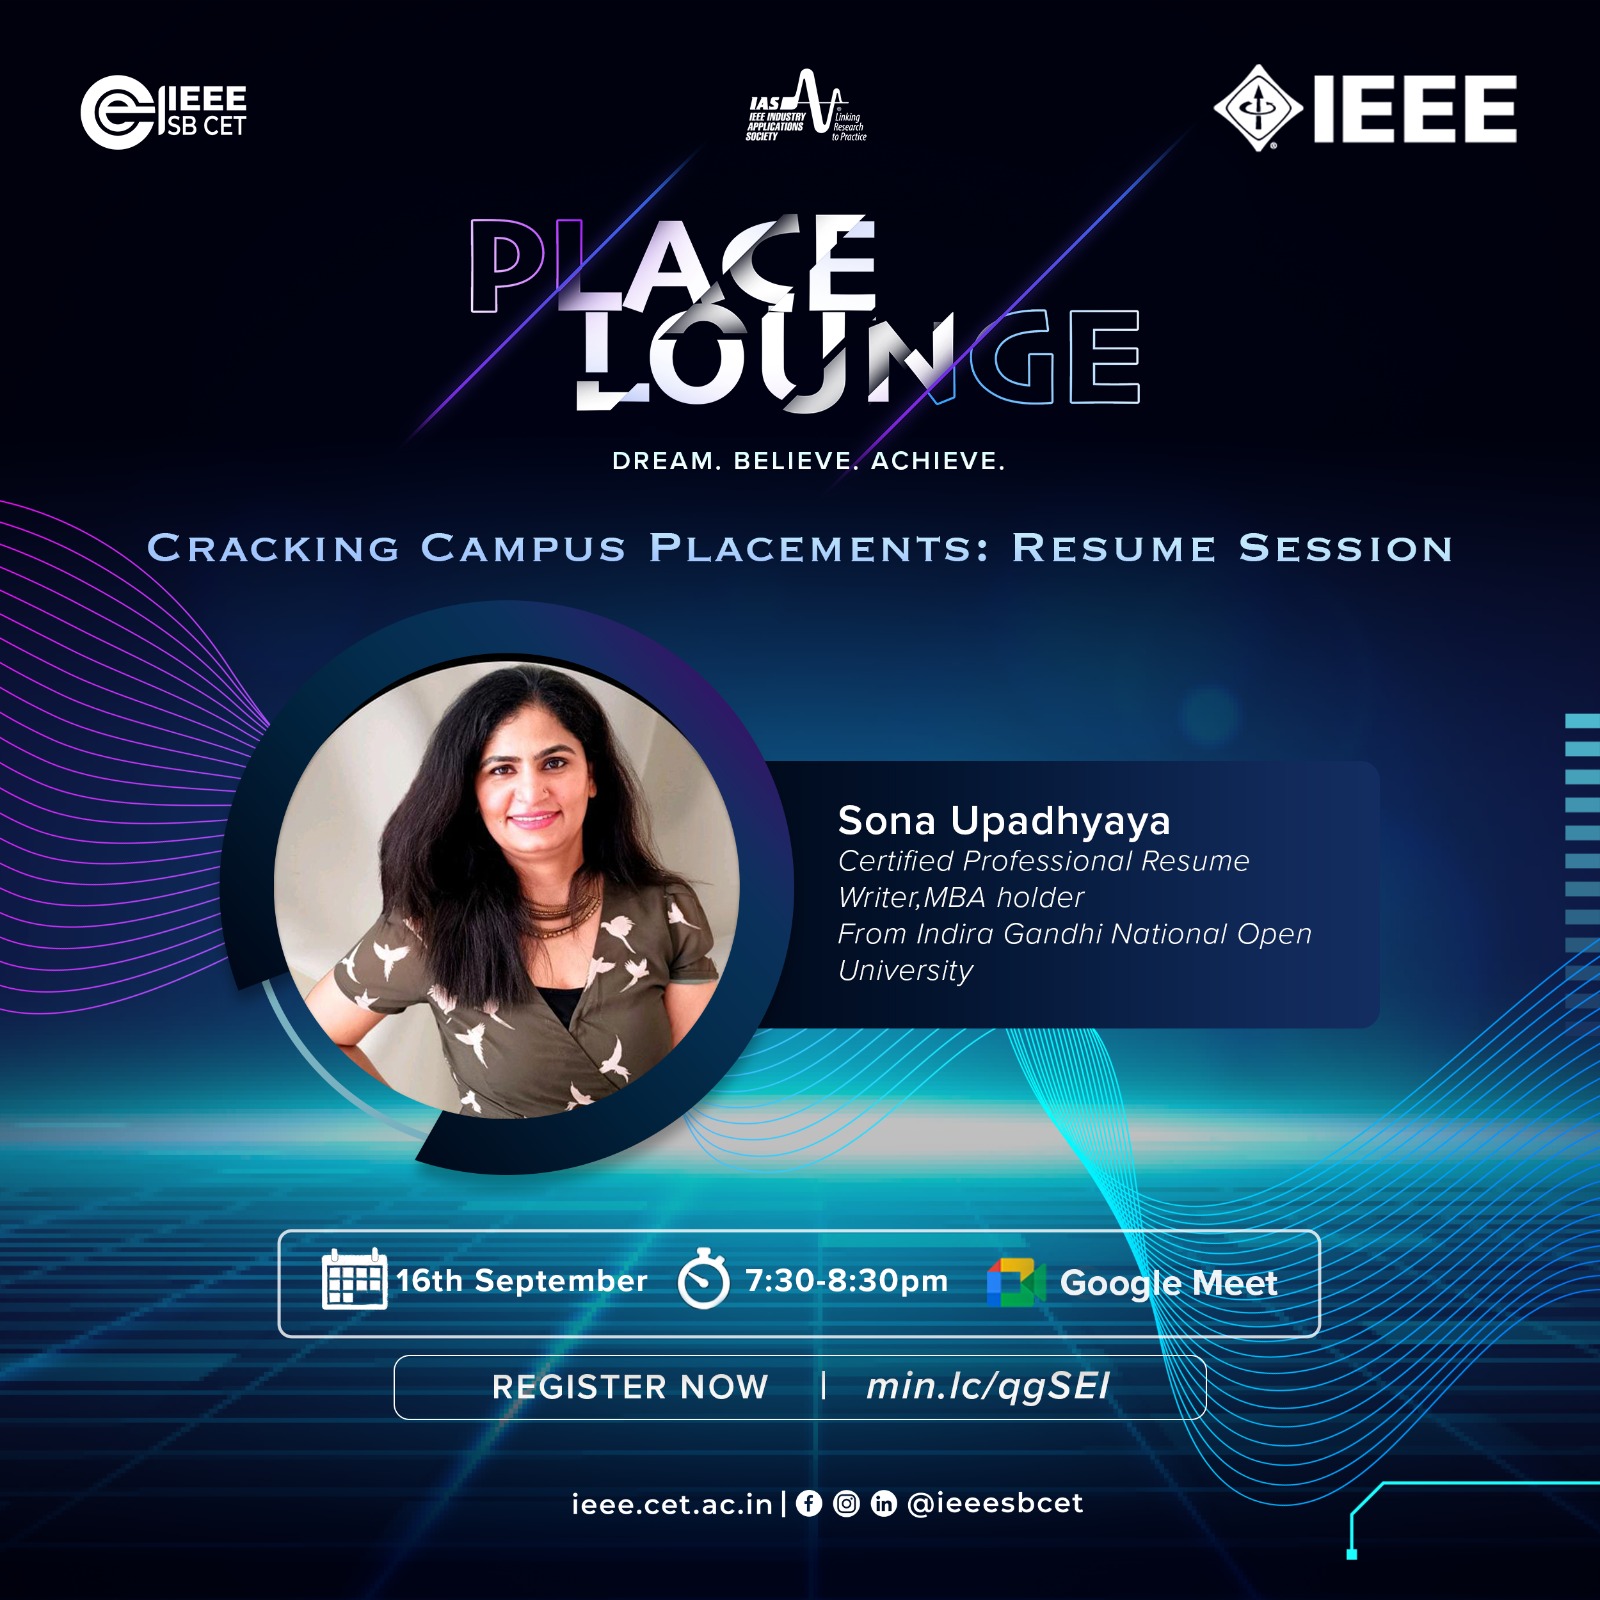 IEEE
SB CET
IAS
IEEE INDUSTRY
APPLICATIONS
SOCIETY
Linking
Research
to Practice
IEEE
PLACE
LOUNGE
DREAM. BELIEVE. ACHIEVE.
CRACKING CAMPUS PLACEMENTS: RESUME SESSION
Sona Upadhyaya
Certified Professional Resume
Writer,MBA holder
From Indira Gandhi National Open
University
16th September 7:30-8:30pm Google Meet
REGISTER NOW | min.lc/qgSEI
ieee.cet.ac.in| @ieeesbcet